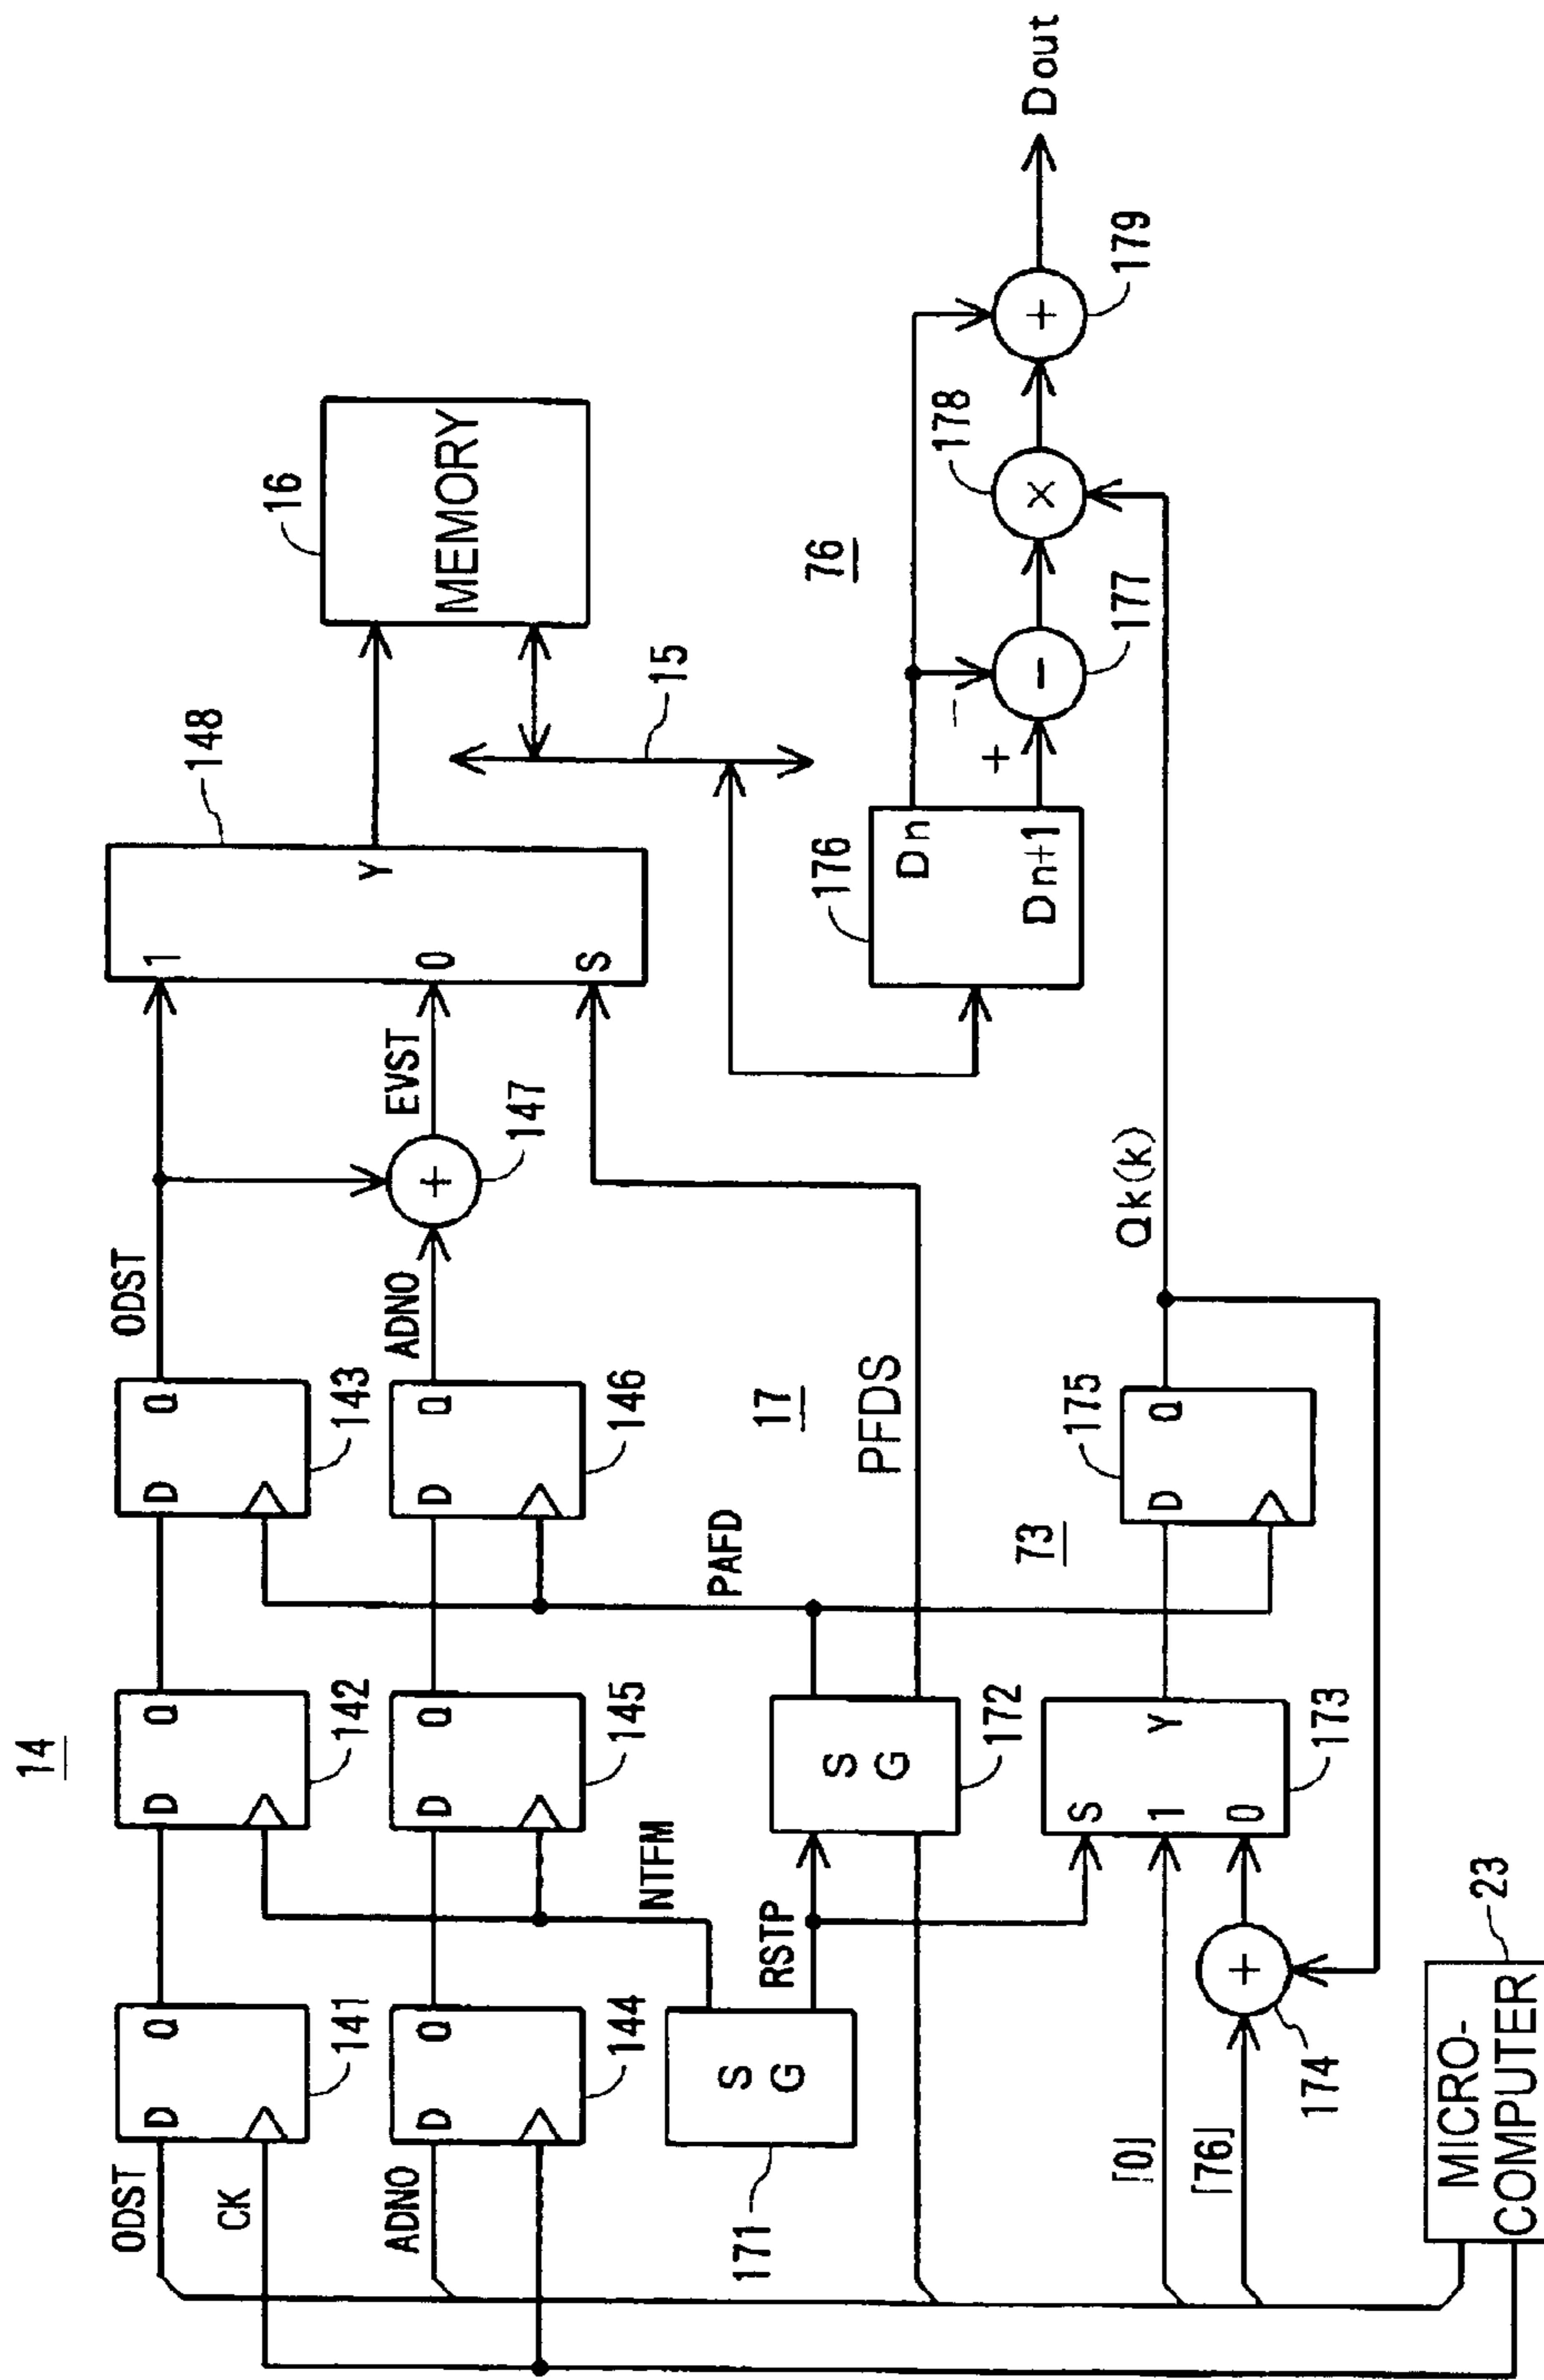 14
ODST
D Q
141
D Q
142
D Q
143
ODST
1
148
CK
ADNO
D Q
144
D Q
145
D Q
146
ADNO
+
147
EVST
0
Y
S
16
MEMORY
NTFM
PAFD
17
15
S G
171
RSTP
S G
172
PFDS
176
Dn
Dn+1
76
−
+
-
177
×
178
+
179
Dout
73
「0」
「76」
+
174
S
1
0
Y
173
D Q
175
Qk(k)
MICRO-
COMPUTER
23